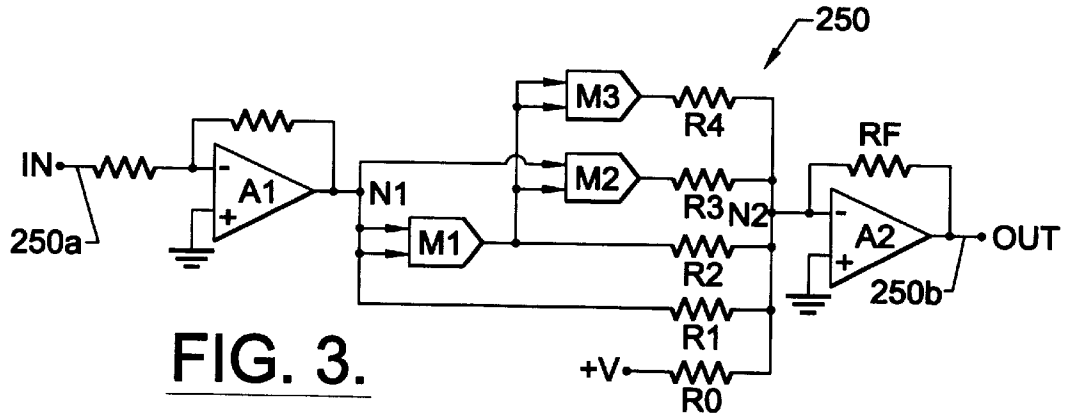 250
M3
R4
RF
IN
-
A1
+
N1
M2
R3
N2
-
A2
+
OUT
250a
M1
R2
250b
R1
+V
R0
FIG. 3.